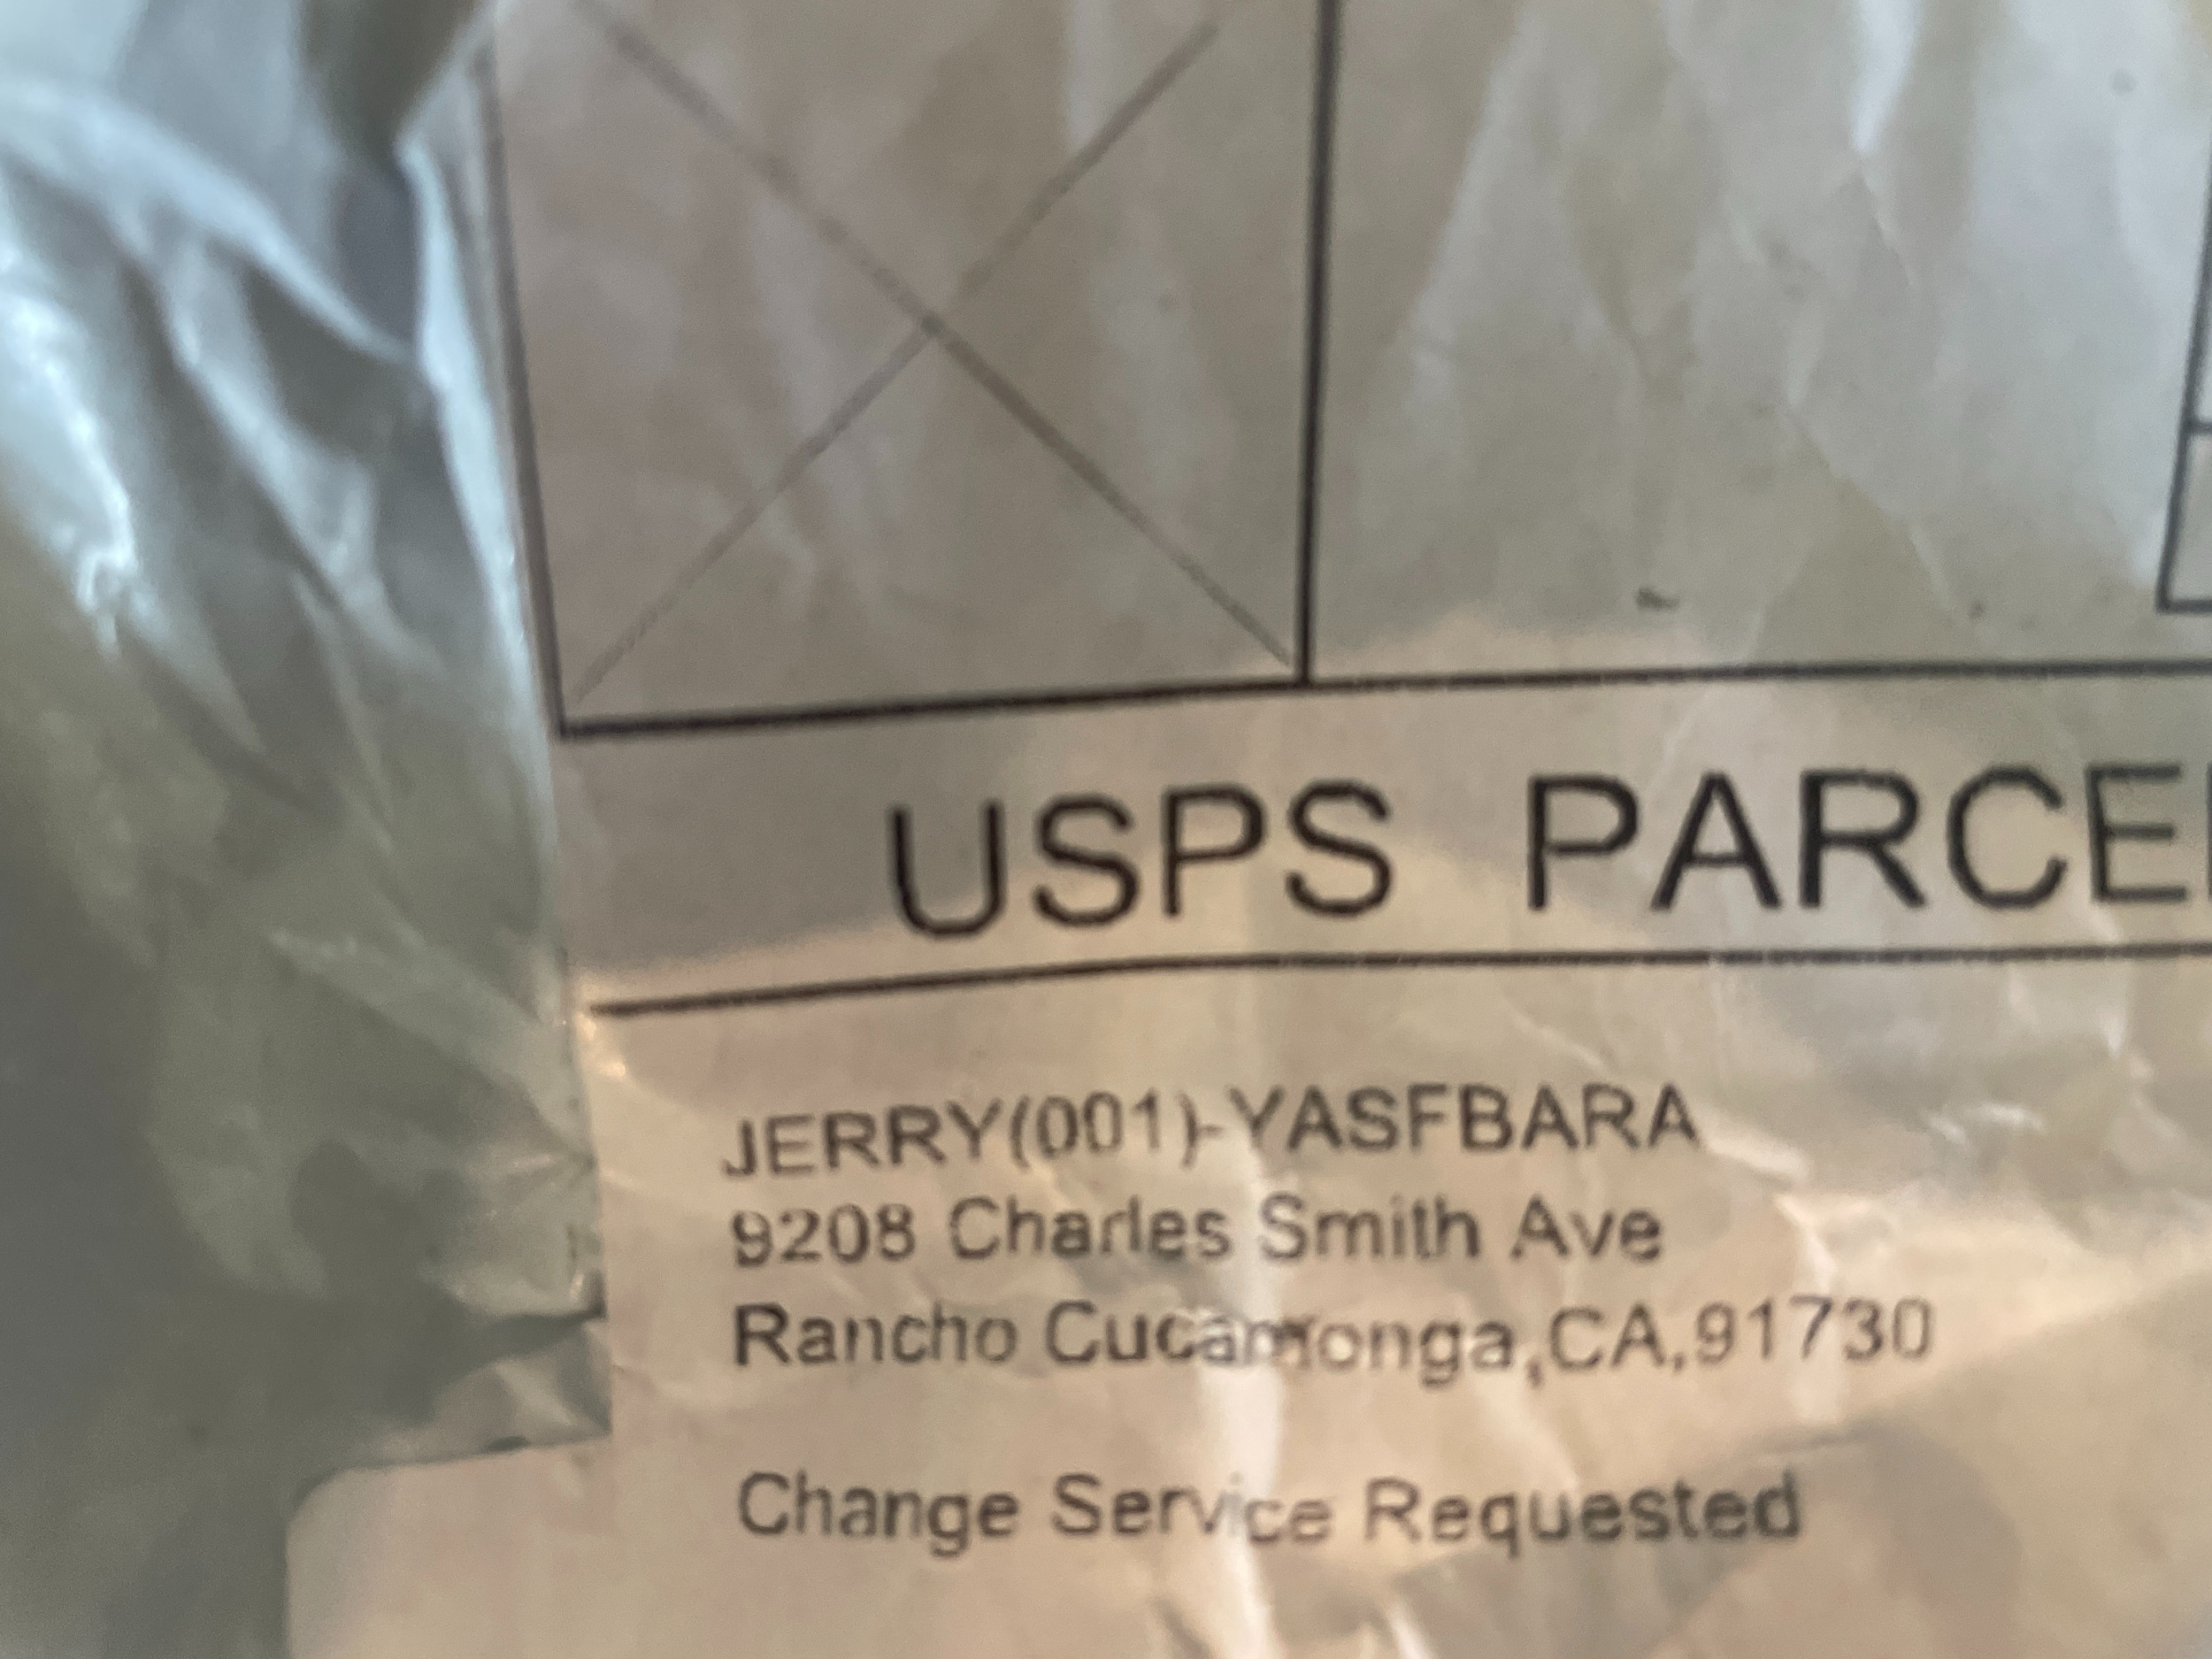 USPS PARCE
JERRY(001)-YASFBARA
9208 Charles Smith Ave
Rancho Cucamonga,CA,91730
Change Service Requested